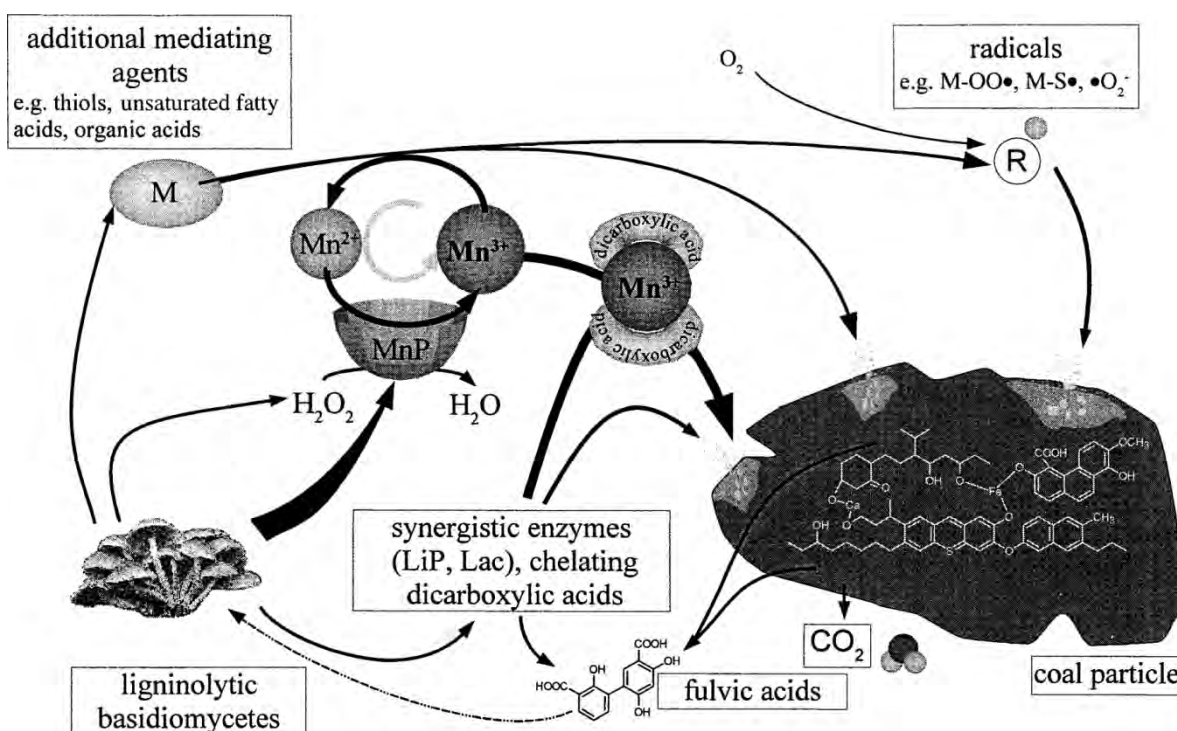 additional mediating
agents
e.g. thiols, unsaturated fatty
acids, organic acids
O₂
radicals
e.g. M-OO●, M-S●, ●O₂⁻
R
M
Mn²⁺
Mn³⁺
dicarboxylic acid
Mn³⁺
dicarboxylic acid
dicarboxylic acid
MnP
H₂O₂
H₂O
COOH
OCH₃
OH
O
O
OH
O
Fe
O
Ca
O
O
OH
CH₃
S
O
synergistic enzymes
(LiP, Lac), chelating
dicarboxylic acids
CO₂
coal particle
COOH
OH
HOOC
OH
OH
fulvic acids
ligninolytic
basidiomycetes